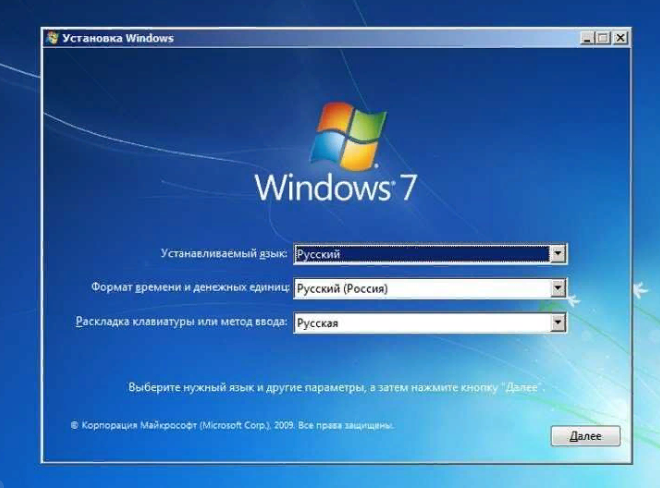 Установка Windows
Windows 7
Устанавливаемый язык: Русский
Формат времени и денежных единиц: Русский (Россия)
Раскладка клавиатуры или метод ввода: Русская
Выберите нужный язык и другие параметры, а затем нажмите кнопку "Далее".
© Корпорация Майкрософт (Microsoft Corp.), 2009. Все права защищены.
Далее